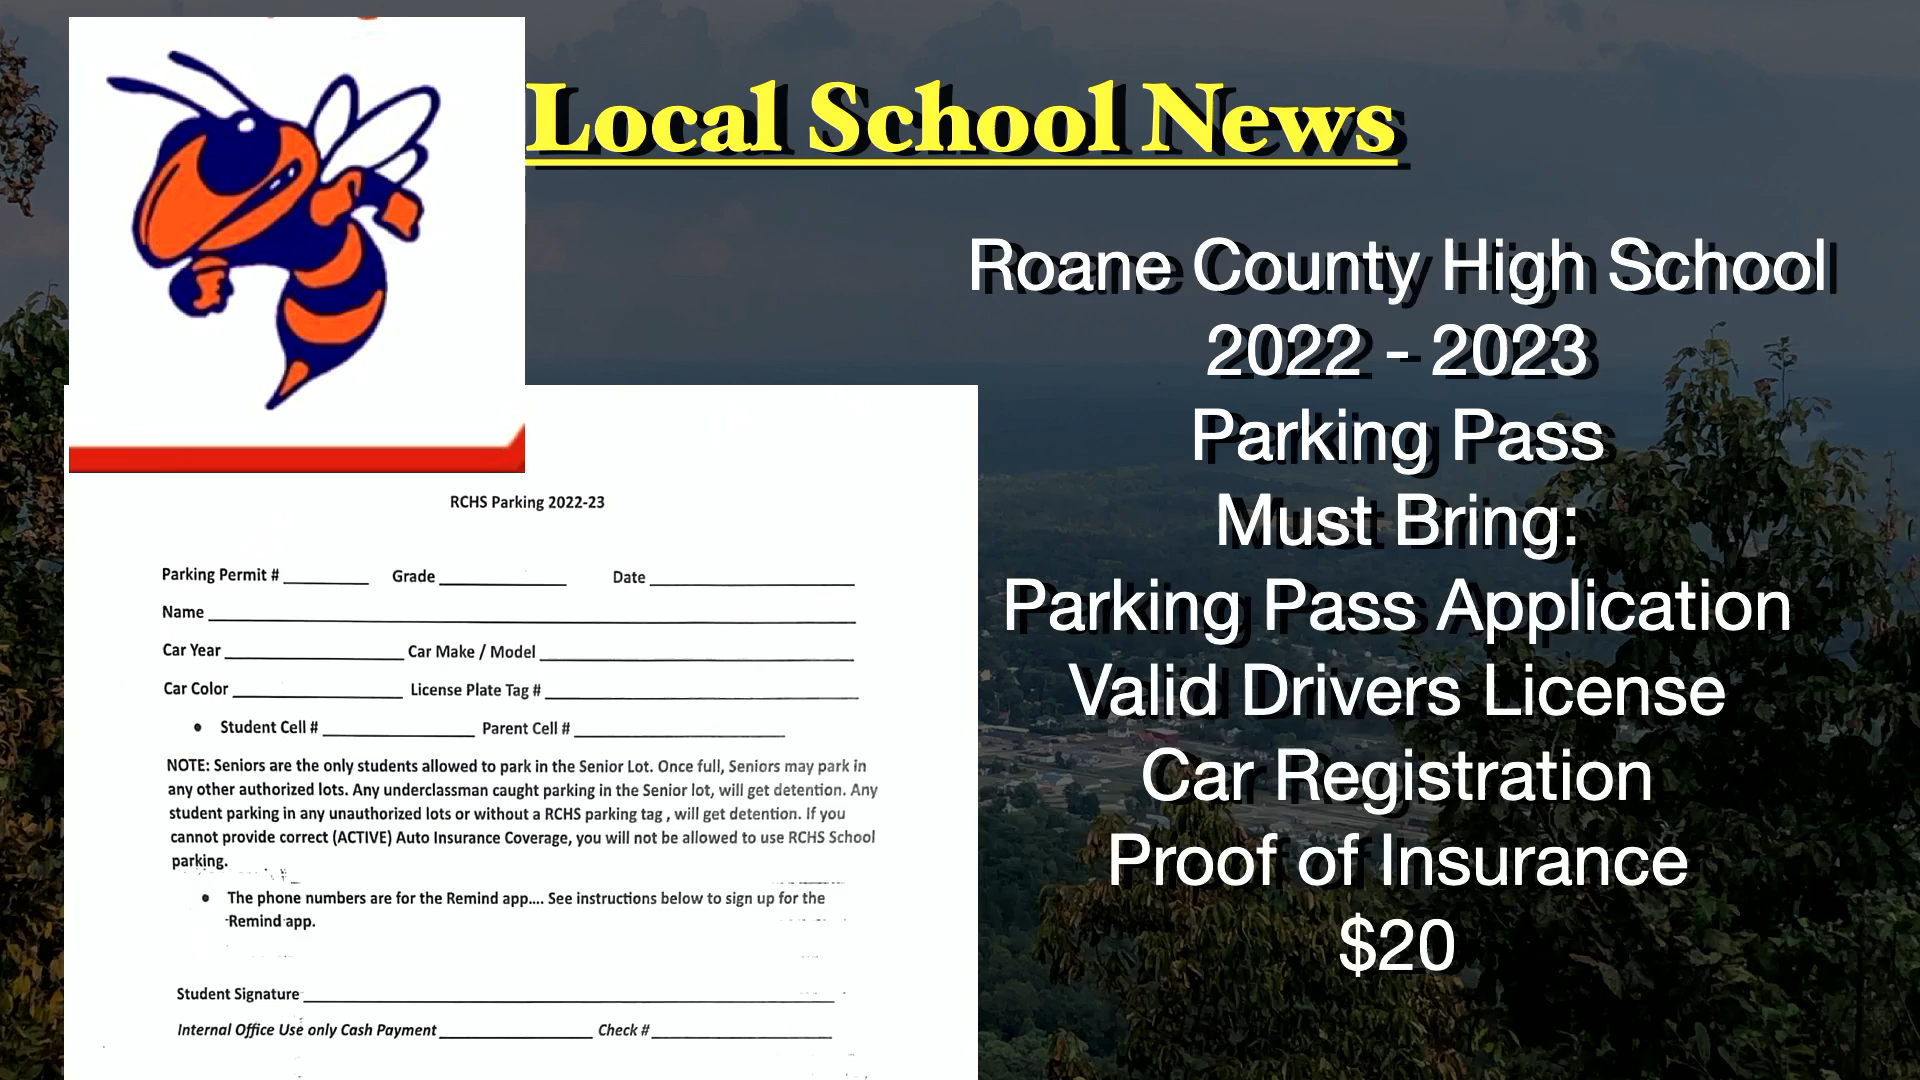 Local School News
Roane County High School
2022 - 2023
Parking Pass
Must Bring:
Parking Pass Application
Valid Drivers License
Car Registration
Proof of Insurance
$20
RCHS Parking 2022-23
Parking Permit # Grade Date
Name
Car Year Car Make / Model
Car Color License Plate Tag #
• Student Cell # Parent Cell #
NOTE: Seniors are the only students allowed to park in the Senior Lot. Once full, Seniors may park in
any other authorized lots. Any underclassman caught parking in the Senior lot, will get detention. Any
student parking in any unauthorized lots or without a RCHS parking tag , will get detention. If you
cannot provide correct (ACTIVE) Auto Insurance Coverage, you will not be allowed to use RCHS School
parking.
• The phone numbers are for the Remind app.... See instructions below to sign up for the
Remind app.
Student Signature
Internal Office Use only Cash Payment Check #